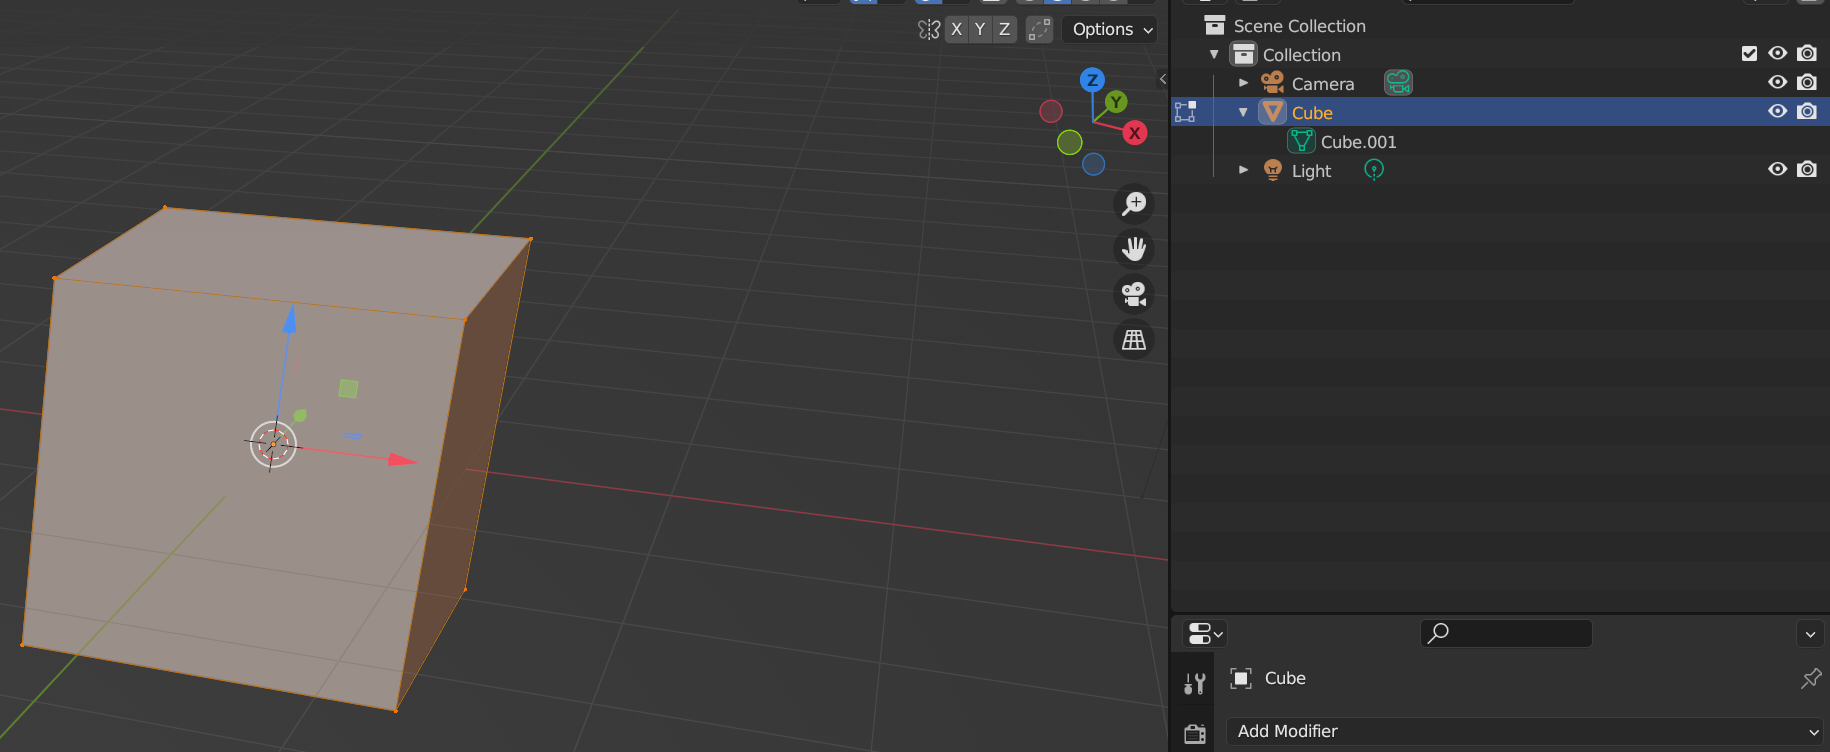 X Y Z Options
Scene Collection
Collection
Camera
Cube
Cube.001
Light
Z
Y
X
Cube
Add Modifier